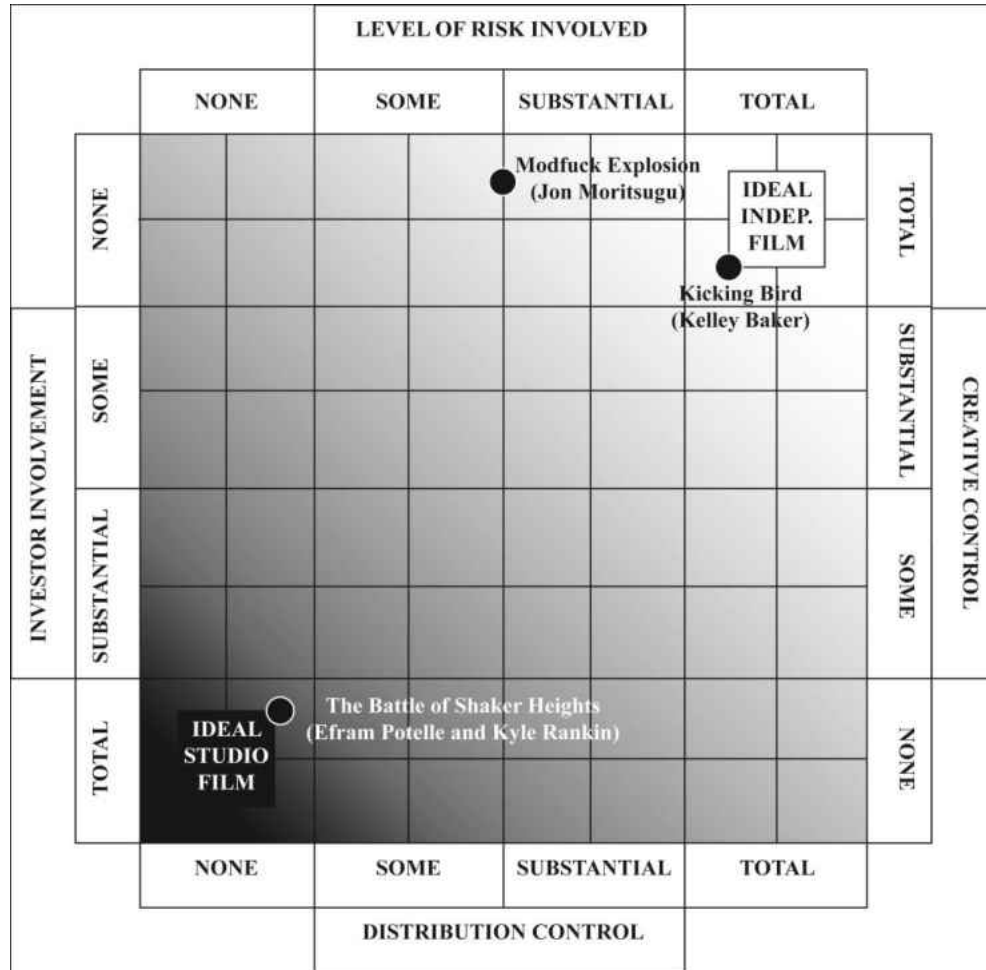 LEVEL OF RISK INVOLVED
NONE
SOME
SUBSTANTIAL
TOTAL
INVESTOR INVOLVEMENT
NONE
SOME
SUBSTANTIAL
TOTAL
Modfuck Explosion
(Jon Moritsugu)
IDEAL
INDEP.
FILM
Kicking Bird
(Kelley Baker)
The Battle of Shaker Heights
(Efram Potelle and Kyle Rankin)
IDEAL
STUDIO
FILM
TOTAL
SUBSTANTIAL
SOME
NONE
CREATIVE CONTROL
NONE
SOME
SUBSTANTIAL
TOTAL
DISTRIBUTION CONTROL